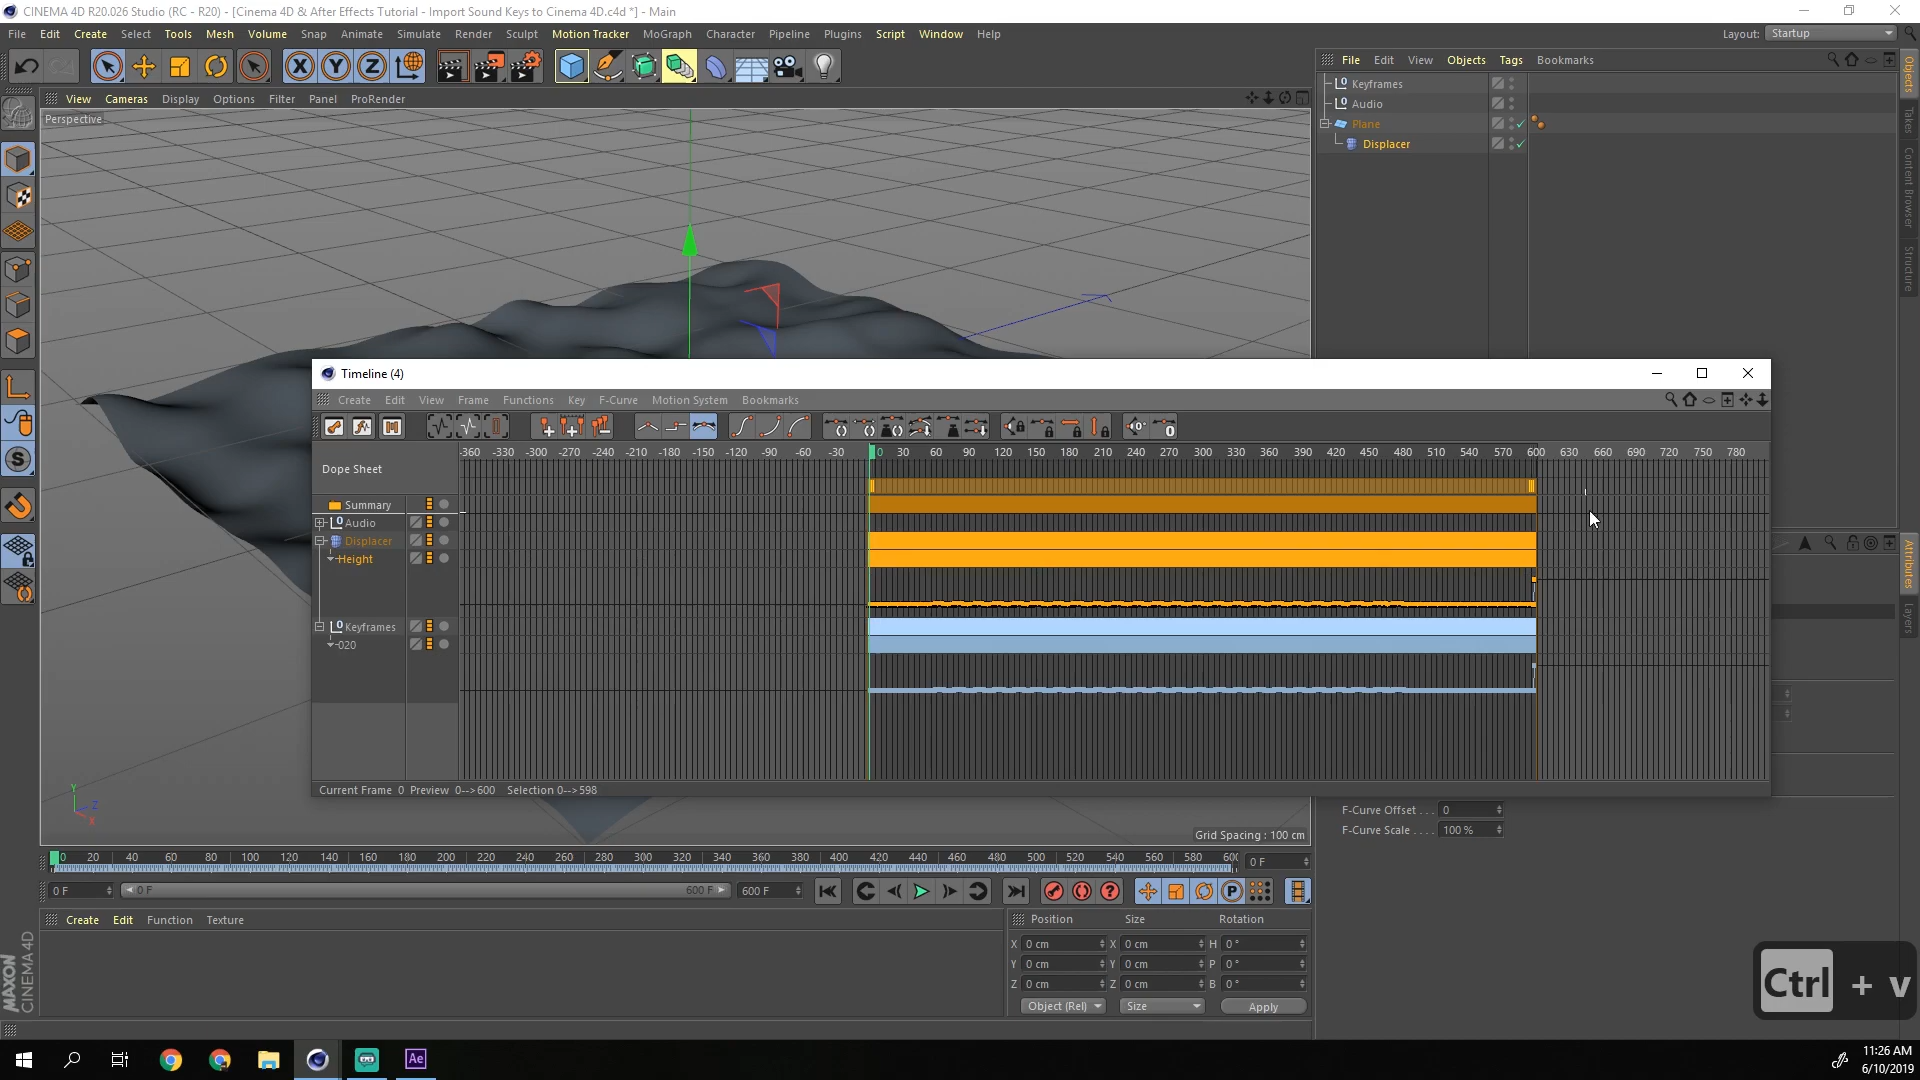 CINEMA 4D R20.026 Studio (RC - R20) - [Cinema 4D & After Effects Tutorial - Import Sound Keys to Cinema 4D.c4d *] - Main
File Edit Create Select Tools Mesh Volume Snap Animate Simulate Render Sculpt Motion Tracker MoGraph Character Pipeline Plugins Script Window Help
Layout: Startup
File Edit View Objects Tags Bookmarks
View Cameras Display Options Filter Panel ProRender
Perspective
Keyframes
Audio
Plane
Displacer
Objects
Takes
Content Browser
Structure
Timeline (4)
Create Edit View Frame Functions Key F-Curve Motion System Bookmarks
-360 -330 -300 -270 -240 -210 -180 -150 -120 -90 -60 -30 0 30 60 90 120 150 180 210 240 270 300 330 360 390 420 450 480 510 540 570 600 630 660 690 720 750 780
Dope Sheet
Summary
Audio
Displacer
Height
Keyframes
020
Current Frame 0 Preview 0-->600 Selection 0-->598
Attributes
Layers
F-Curve Offset . . . 0
F-Curve Scale . . . . 100 %
Y
Z
X
Grid Spacing : 100 cm
0 20 40 60 80 100 120 140 160 180 200 220 240 260 280 300 320 340 360 380 400 420 440 460 480 500 520 540 560 580 600
0 F
0 F 0 F 600 F 600 F
Create Edit Function Texture
Position Size Rotation
X 0 cm X 0 cm H 0 °
Y 0 cm Y 0 cm P 0 °
Z 0 cm Z 0 cm B 0 °
Object (Rel) Size Apply
MAXON
CINEMA 4D
Ctrl + v
Ae
11:26 AM
6/10/2019